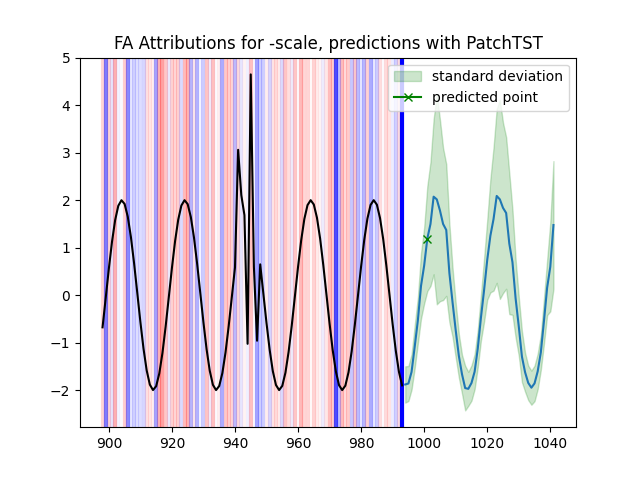 FA Attributions for -scale, predictions with PatchTST
standard deviation
predicted point
5
4
3
2
1
0
−1
−2
900 920 940 960 980 1000 1020 1040